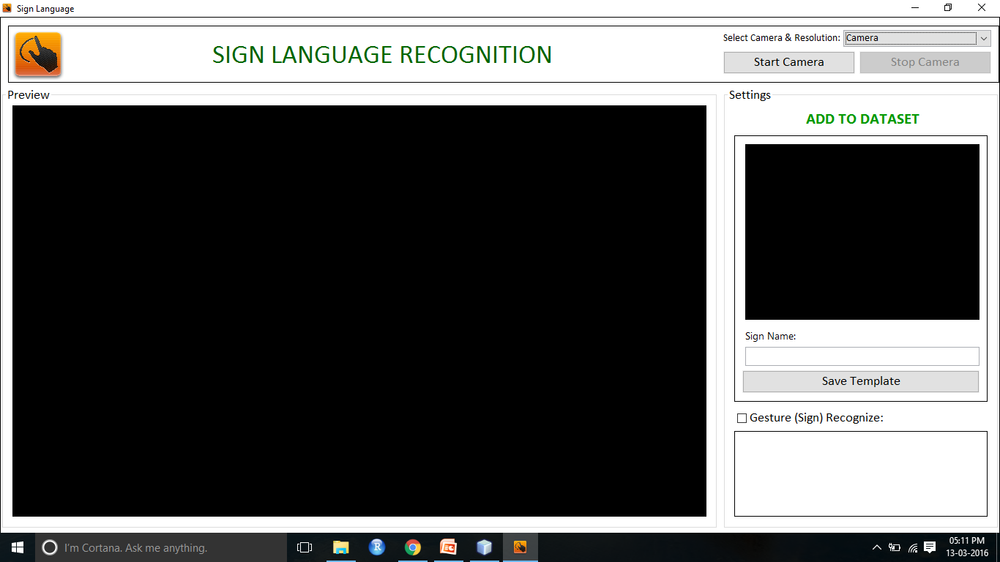 Sign Language
SIGN LANGUAGE RECOGNITION
Select Camera & Resolution: Camera
Start Camera Stop Camera
Preview
Settings
ADD TO DATASET
Sign Name:
Save Template
Gesture (Sign) Recognize:
I'm Cortana. Ask me anything.
R
05:11 PM
13-03-2016